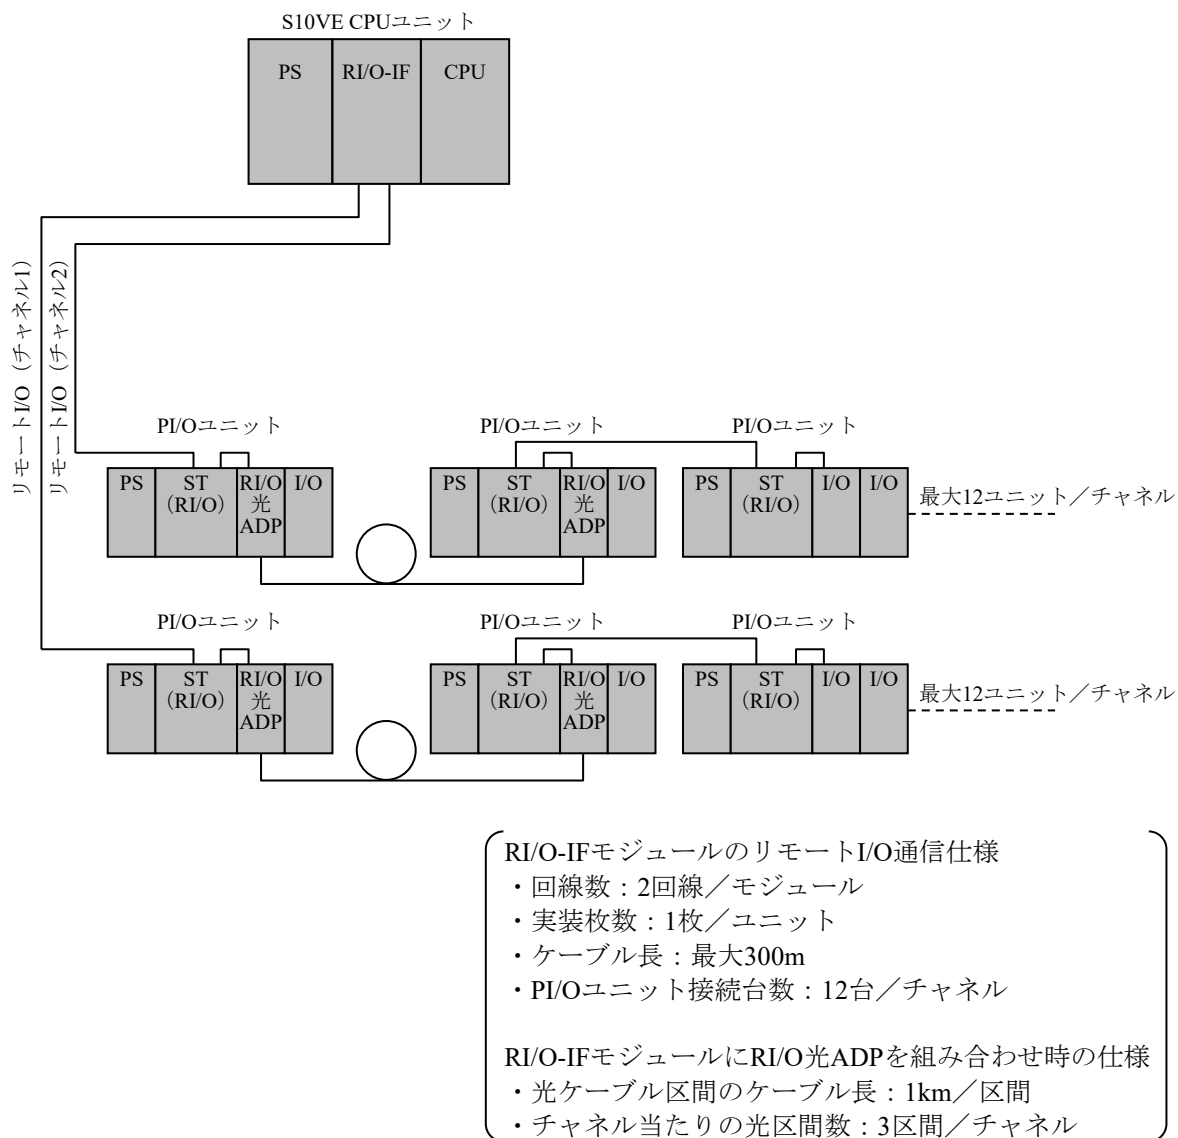 S10VE CPUユニット
PS
RI/O-IF
CPU
リモートI/O（チャネル1）
リモートI/O（チャネル2）
PI/Oユニット
PI/Oユニット
PI/Oユニット
PS
ST
（RI/O）
RI/O
光
ADP
I/O
PS
ST
（RI/O）
RI/O
光
ADP
I/O
PS
ST
（RI/O）
I/O
I/O
最大12ユニット／チャネル
PI/Oユニット
PI/Oユニット
PI/Oユニット
PS
ST
（RI/O）
RI/O
光
ADP
I/O
PS
ST
（RI/O）
RI/O
光
ADP
I/O
PS
ST
（RI/O）
I/O
I/O
最大12ユニット／チャネル
RI/O-IFモジュールのリモートI/O通信仕様
・回線数：2回線／モジュール
・実装枚数：1枚／ユニット
・ケーブル長：最大300m
・PI/Oユニット接続台数：12台／チャネル
RI/O-IFモジュールにRI/O光ADPを組み合わせ時の仕様
・光ケーブル区間のケーブル長：1km／区間
・チャネル当たりの光区間数：3区間／チャネル